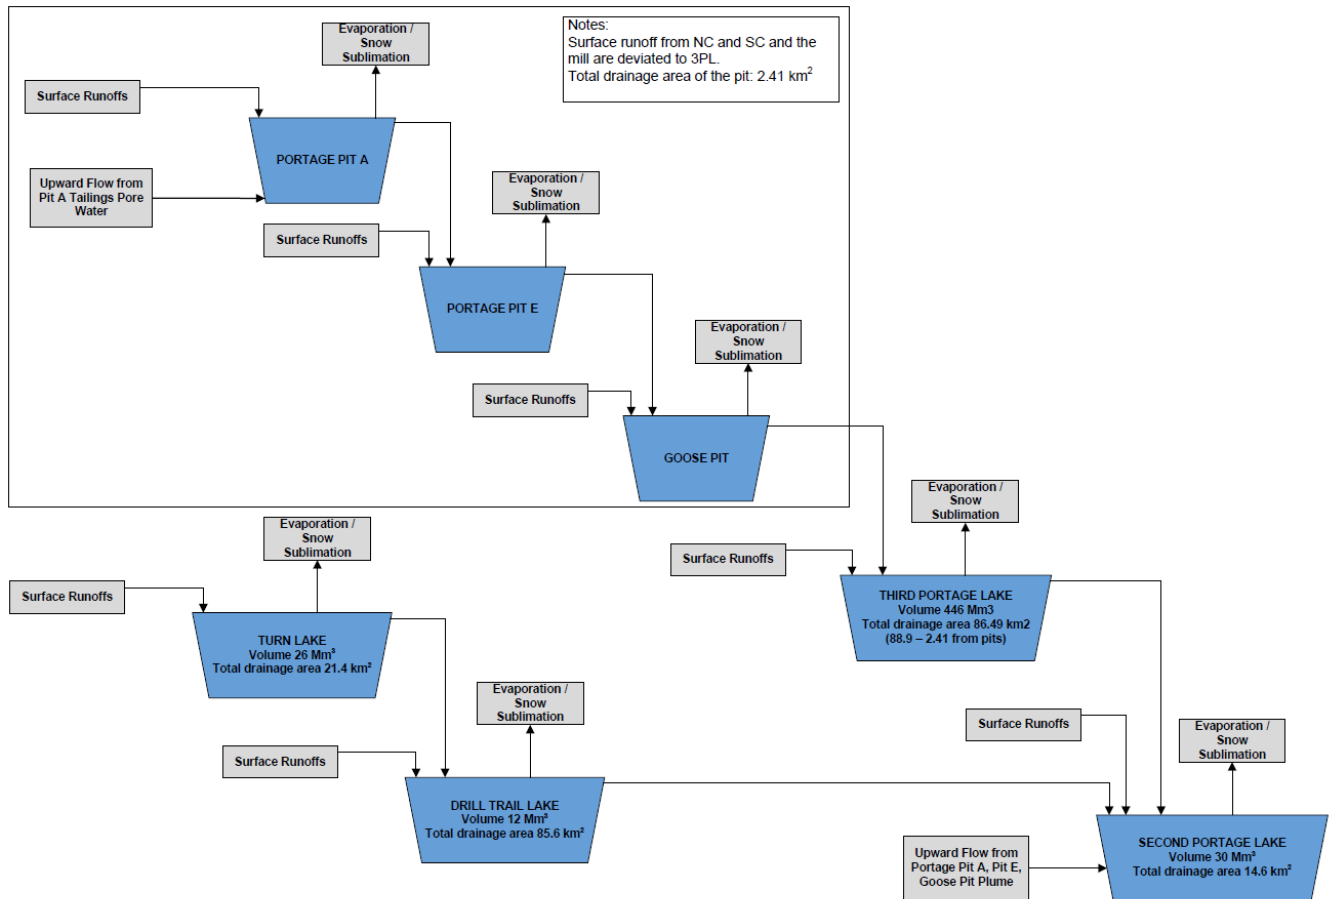 Evaporation /
Snow
Sublimation
Notes:
Surface runoff from NC and SC and the
mill are deviated to 3PL.
Total drainage area of the pit: 2.41 km²
Surface Runoffs
PORTAGE PIT A
Upward Flow from
Pit A Tailings Pore
Water
Evaporation /
Snow
Sublimation
Surface Runoffs
PORTAGE PIT E
Evaporation /
Snow
Sublimation
Surface Runoffs
GOOSE PIT
Evaporation /
Snow
Sublimation
Surface Runoffs
THIRD PORTAGE LAKE
Volume 446 Mm3
Total drainage area 86.49 km2
(88.9 – 2.41 from pits)
Evaporation /
Snow
Sublimation
Surface Runoffs
TURN LAKE
Volume 26 Mm³
Total drainage area 21.4 km²
Evaporation /
Snow
Sublimation
Surface Runoffs
DRILL TRAIL LAKE
Volume 12 Mm³
Total drainage area 85.6 km²
Surface Runoffs
Evaporation /
Snow
Sublimation
Upward Flow from
Portage Pit A, Pit E,
Goose Pit Plume
SECOND PORTAGE LAKE
Volume 30 Mm³
Total drainage area 14.6 km²